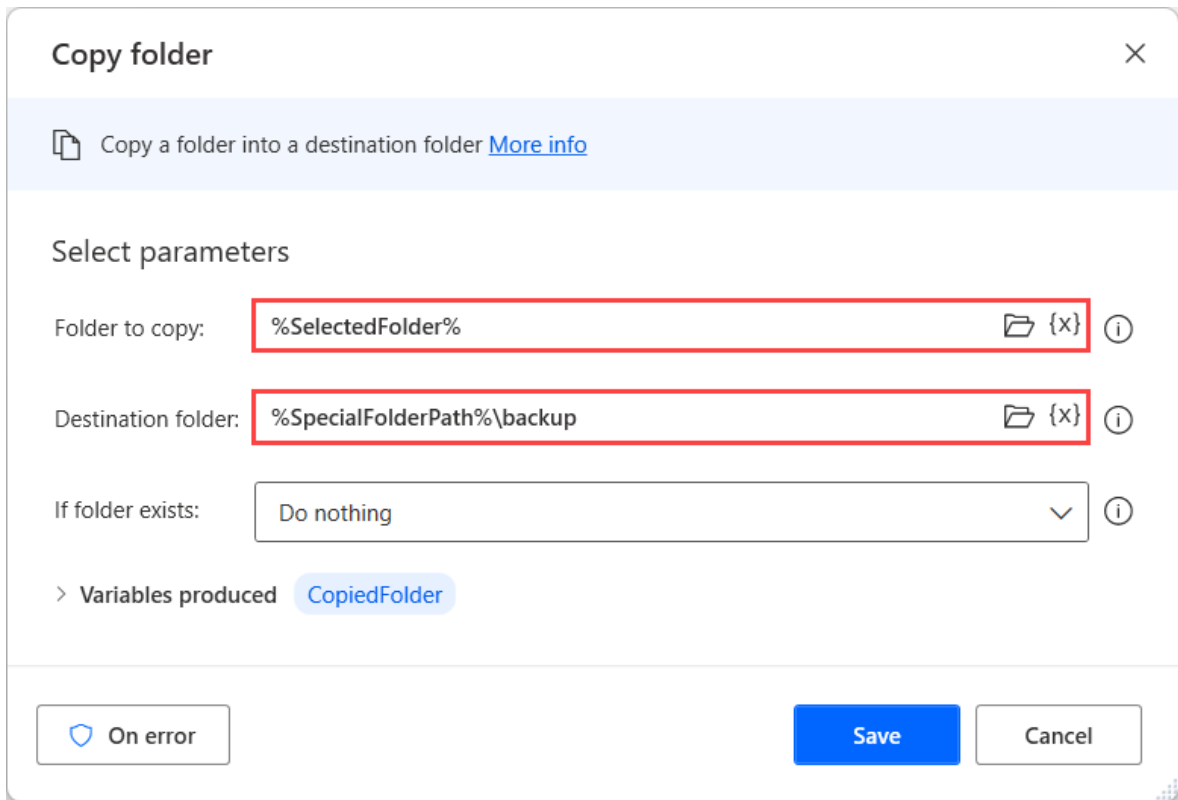 Copy folder
Copy a folder into a destination folder More info
Select parameters
Folder to copy: %SelectedFolder% {x}
Destination folder: %SpecialFolderPath%\backup {x}
If folder exists: Do nothing
Variables produced CopiedFolder
On error Save Cancel